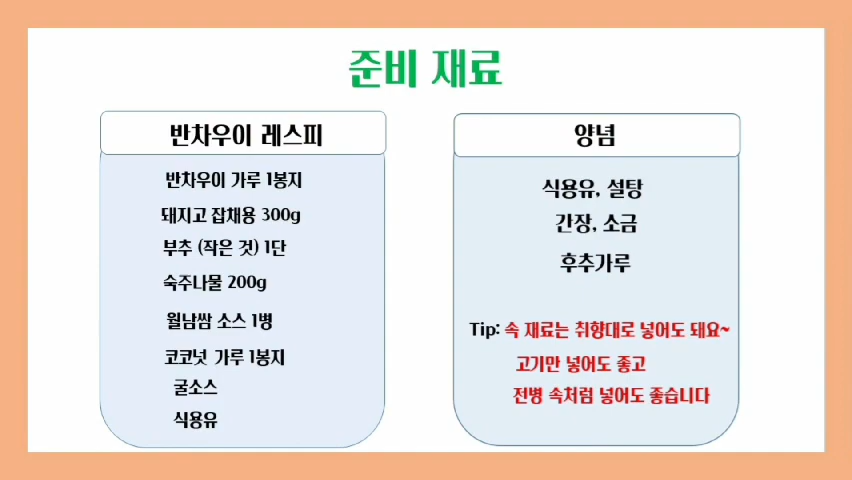 준비 재료
반차우이 레스피
반차우이 가루 1봉지
돼지고 잡채용 300g
부추 (작은 것) 1단
숙주나물 200g
월남쌈 소스 1병
코코넛 가루 1봉지
굴소스
식용유
양념
식용유, 설탕
간장, 소금
후추가루
Tip: 속 재료는 취향대로 넣어도 돼요~
고기만 넣어도 좋고
전병 속처럼 넣어도 좋습니다